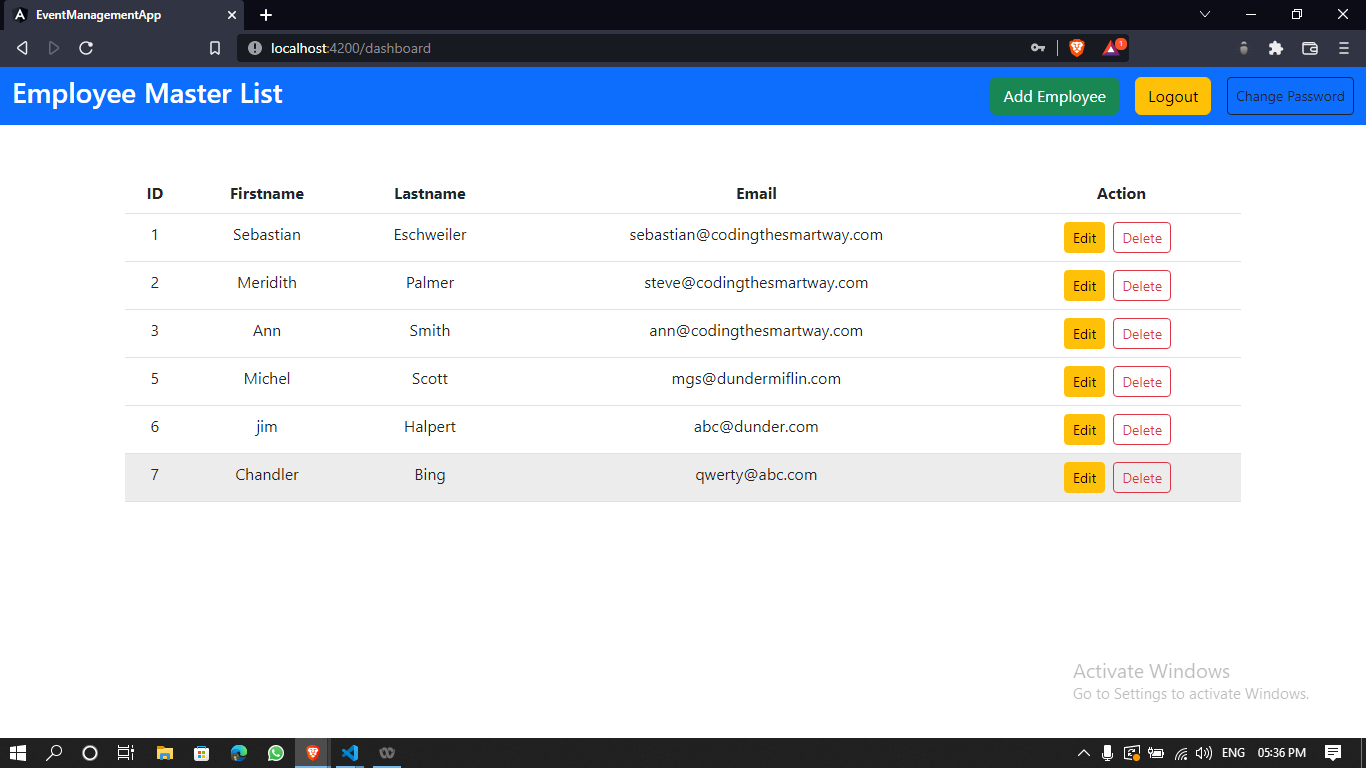 EventManagementApp
localhost:4200/dashboard
1
Employee Master List
Add Employee
Logout
Change Password
ID Firstname Lastname Email Action
1 Sebastian Eschweiler sebastian@codingthesmartway.com Edit Delete
2 Meridith Palmer steve@codingthesmartway.com Edit Delete
3 Ann Smith ann@codingthesmartway.com Edit Delete
5 Michel Scott mgs@dundermiflin.com Edit Delete
6 jim Halpert abc@dunder.com Edit Delete
7 Chandler Bing qwerty@abc.com Edit Delete
Activate Windows
Go to Settings to activate Windows.
ENG 05:36 PM